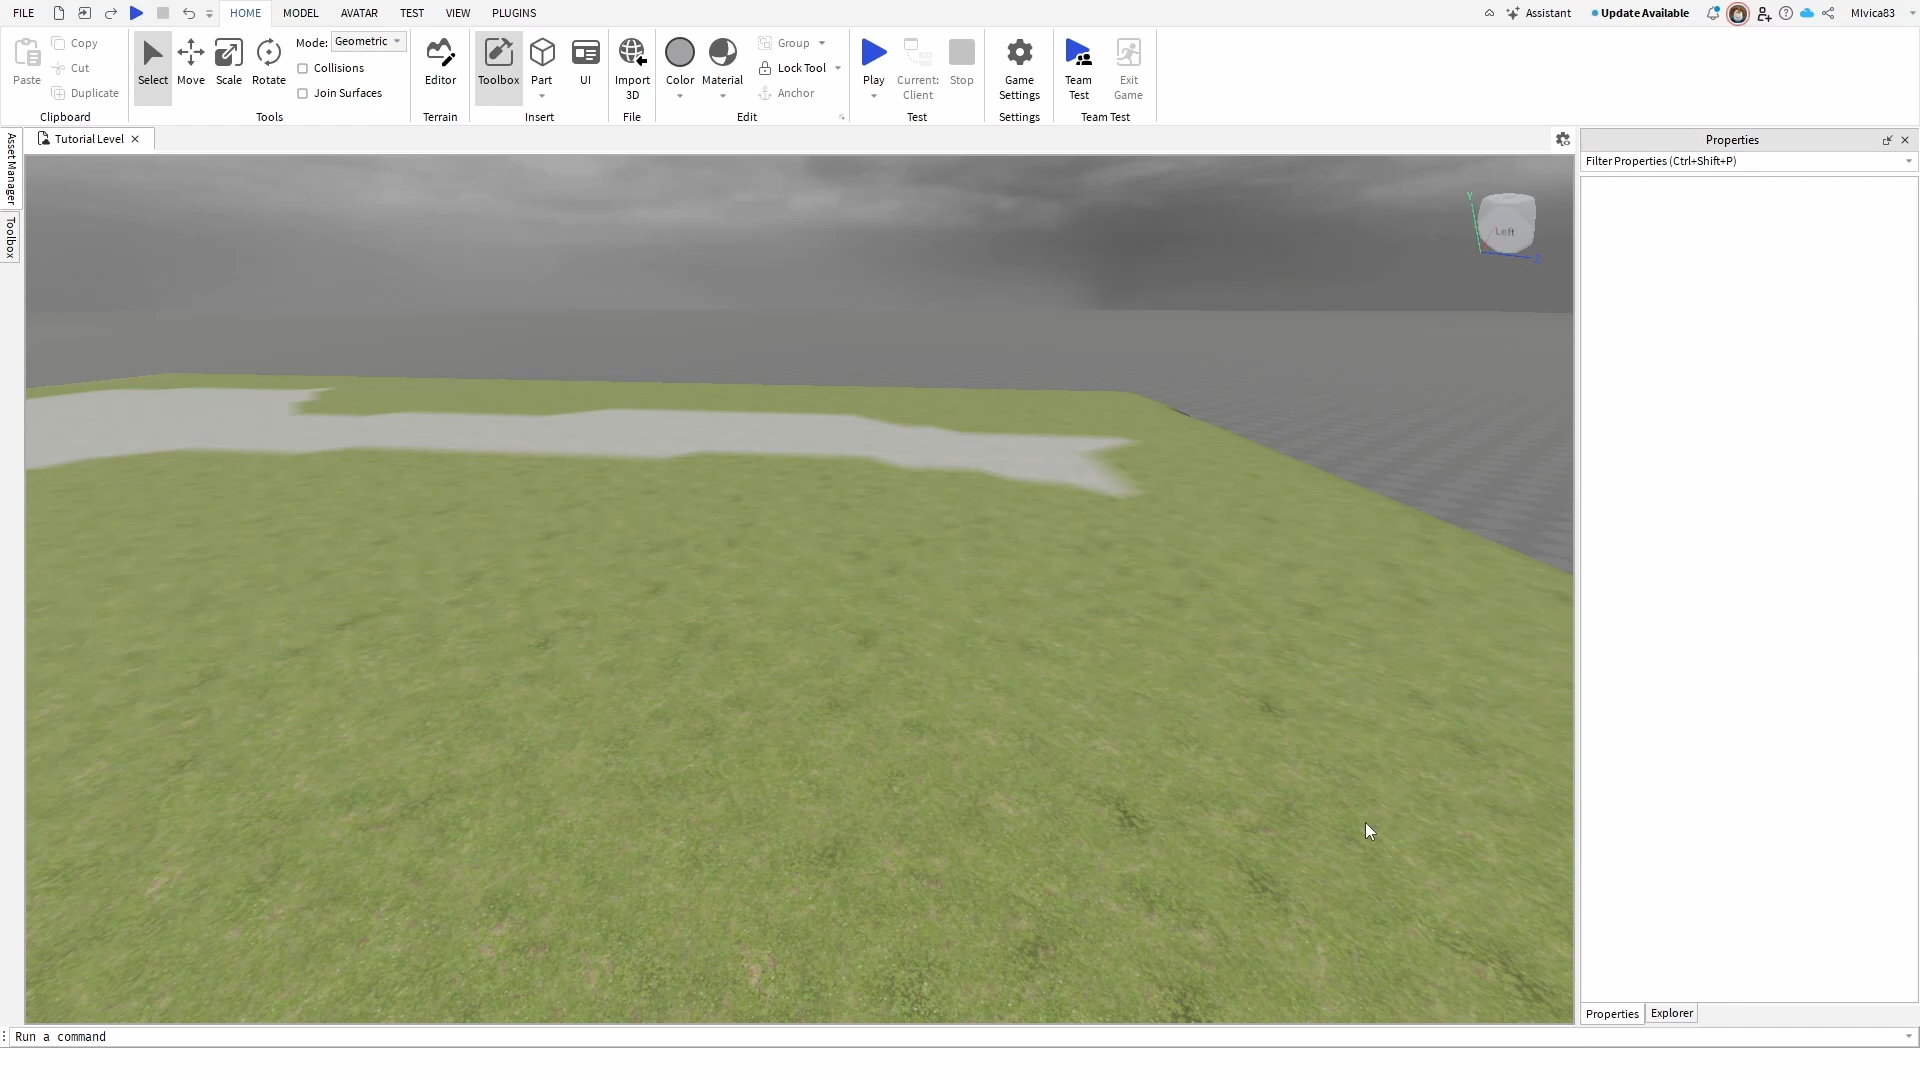 FILE HOME MODEL AVATAR TEST VIEW PLUGINS Assistant Update Available MIvica83
Paste Copy Cut Duplicate
Clipboard
Select Move Scale Rotate
Mode: Geometric
Collisions
Join Surfaces
Tools
Editor
Terrain
Toolbox Part UI
Insert
Import
3D
File
Color Material
Group
Lock Tool
Anchor
Edit
Play
Current:
Client
Stop
Test
Game
Settings
Settings
Team
Test
Exit
Game
Team Test
Asset Manager
Toolbox
Tutorial Level
Y
Left
Z
Properties
Filter Properties (Ctrl+Shift+P)
Properties Explorer
Run a command